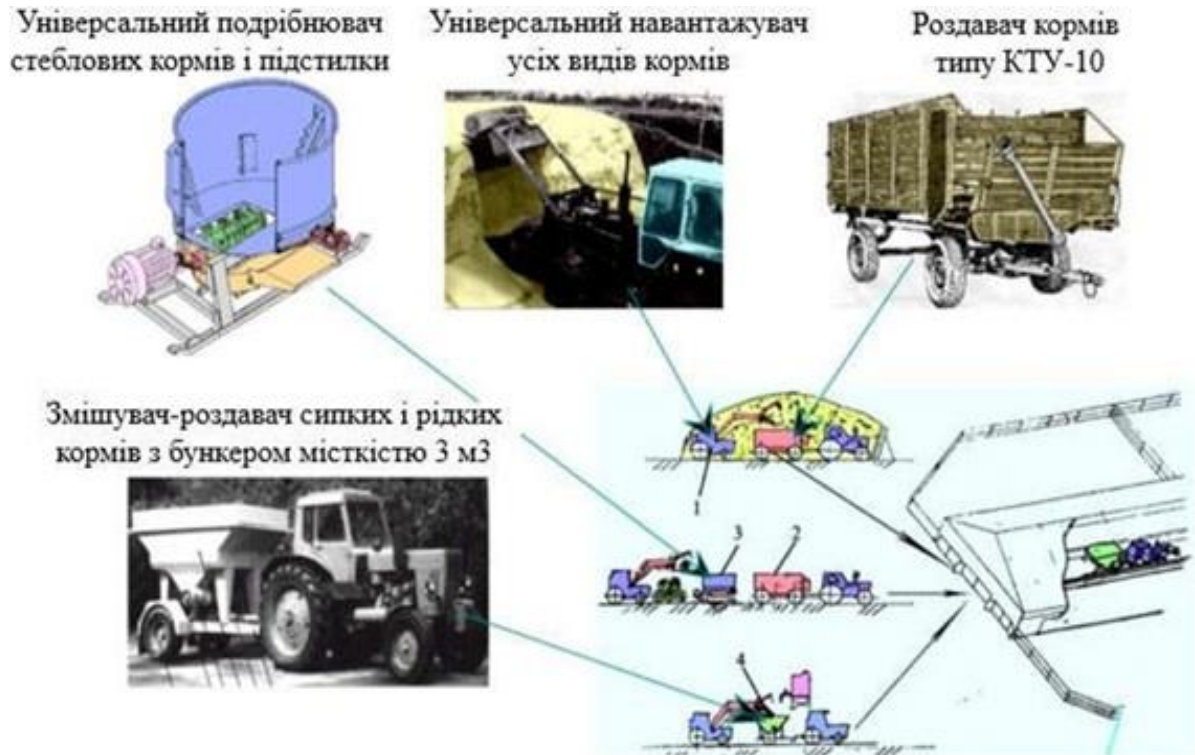 Універсальний подрібнювач
стеблових кормів і підстилки
Універсальний навантажувач
усіх видів кормів
Роздавач кормів
типу КТУ-10
Змішувач-роздавач сипких і рідких
кормів з бункером місткістю 3 м3
1
3
2
4